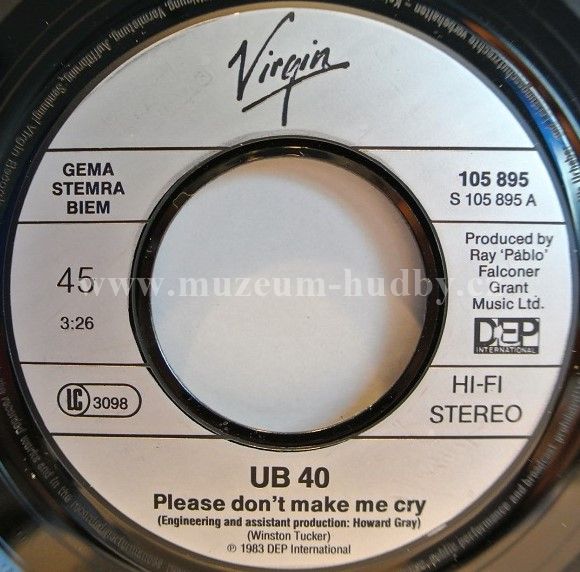 Virgin
GEMA
STEMRA
BIEM
105 895
S 105 895 A
45
3:26
Produced by
Ray 'Pablo'
Falconer
Grant
Music Ltd.
DEP
INTERNATIONAL
LC 3098
HI-FI
STEREO
www.muzeum-hudby.c
UB 40
Please don't make me cry
(Engineering and assistant production: Howard Gray)
(Winston Tucker)
℗ 1983 DEP International